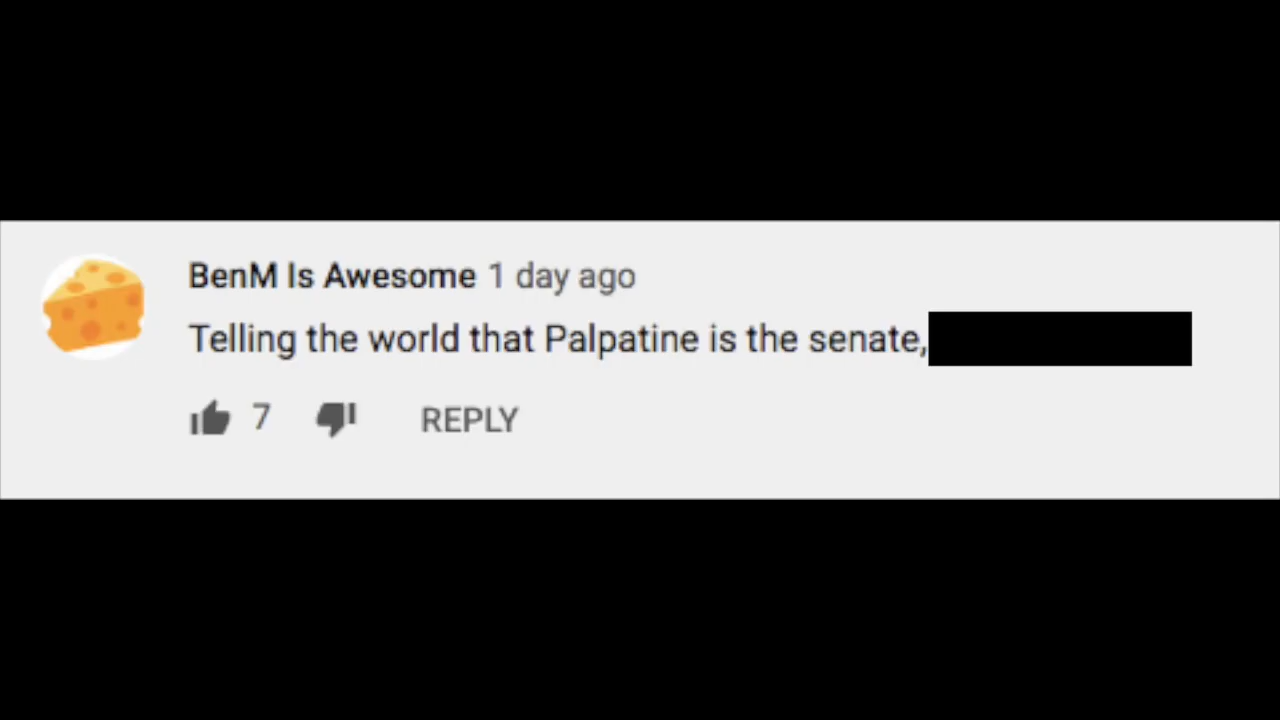 BenM Is Awesome 1 day ago
Telling the world that Palpatine is the senate,
7 REPLY